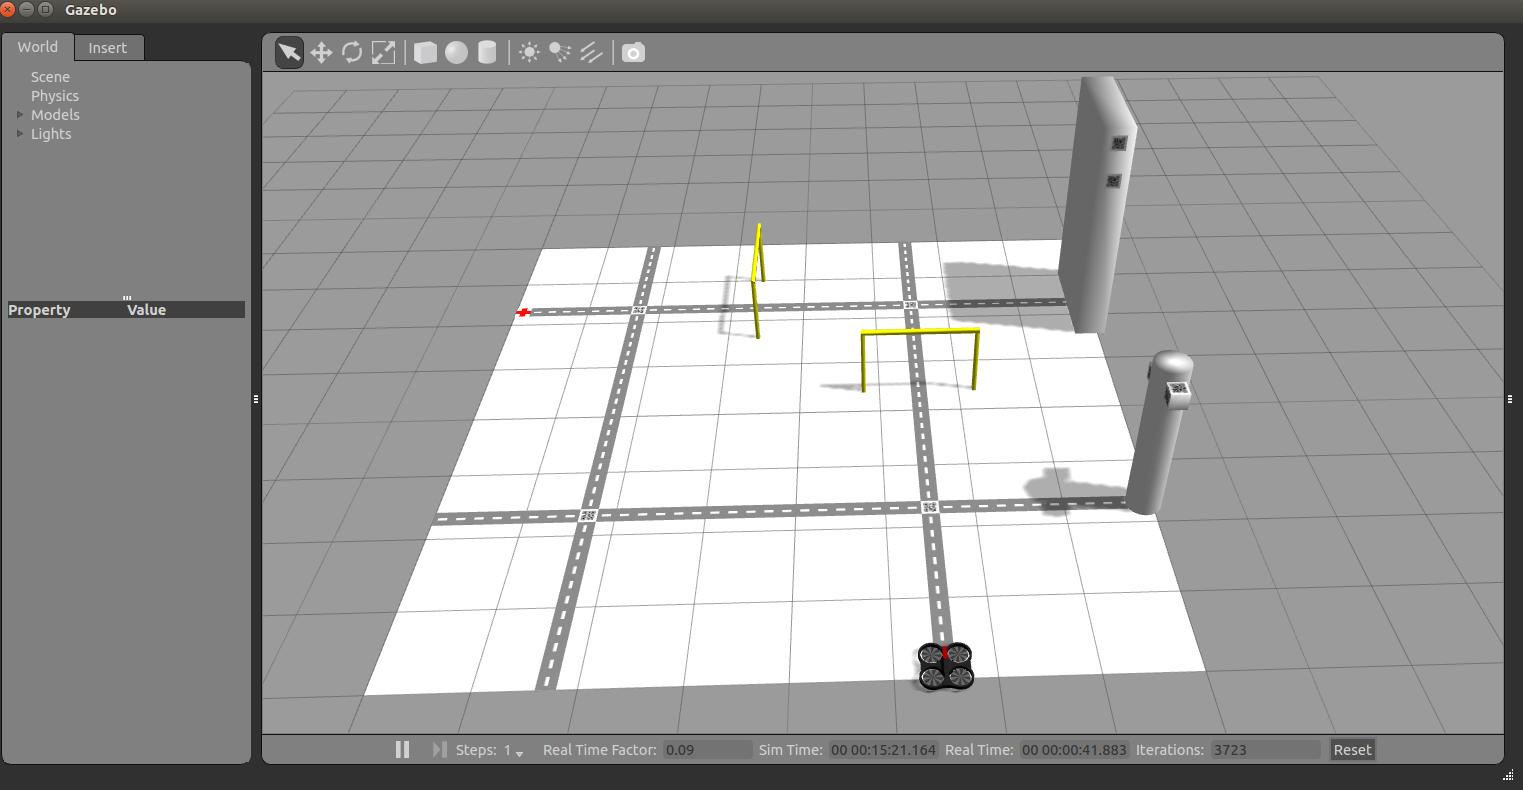 Gazebo
World Insert
Scene
Physics
Models
Lights
Property Value
Steps: 1 Real Time Factor: 0.09 Sim Time: 00 00:15:21.164 Real Time: 00 00:00:41.883 Iterations: 3723 Reset